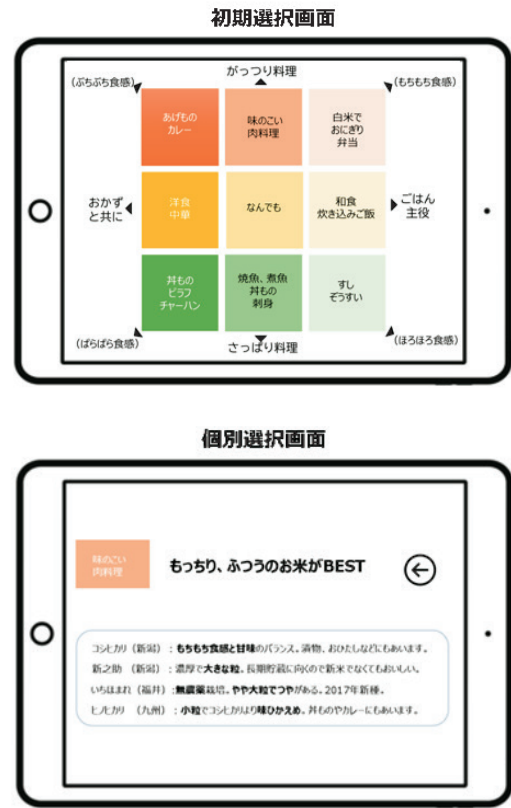 初期選択画面
がっつり料理
(ぷちぷち食感)
(もちもち食感)
あげもの
カレー
味のこい
肉料理
白米で
おにぎり
弁当
おかず
と共に
洋食
中華
なんでも
和食
炊き込みご飯
ごはん
主役
丼もの
ピラフ
チャーハン
焼魚、煮魚
丼もの
刺身
すし
ぞうすい
(ぱらぱら食感)
(ほろほろ食感)
さっぱり料理
個別選択画面
味のこい
肉料理
もっちり、ふつうのお米がBEST
コシヒカリ（新潟）：もちもち食感と甘味のバランス。漬物、おひたしなどにもあいます。
新之助（新潟）：濃厚で大きな粒。長期貯蔵に向くので新米でなくてもおいしい。
いちほまれ（福井）：無農薬栽培。やや大粒でつやがある。2017年新種。
ヒノヒカリ（九州）：小粒でコシヒカリより味ひかえめ。丼ものやカレーにもあいます。